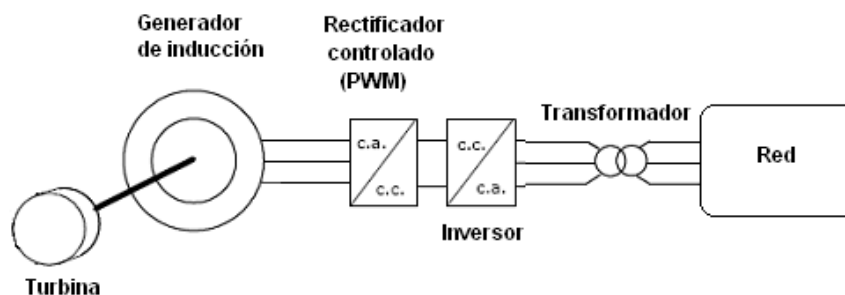 Generador
de inducción
Rectificador
controlado
(PWM)
Transformador
c.a.
c.c.
c.c.
c.a.
Red
Inversor
Turbina